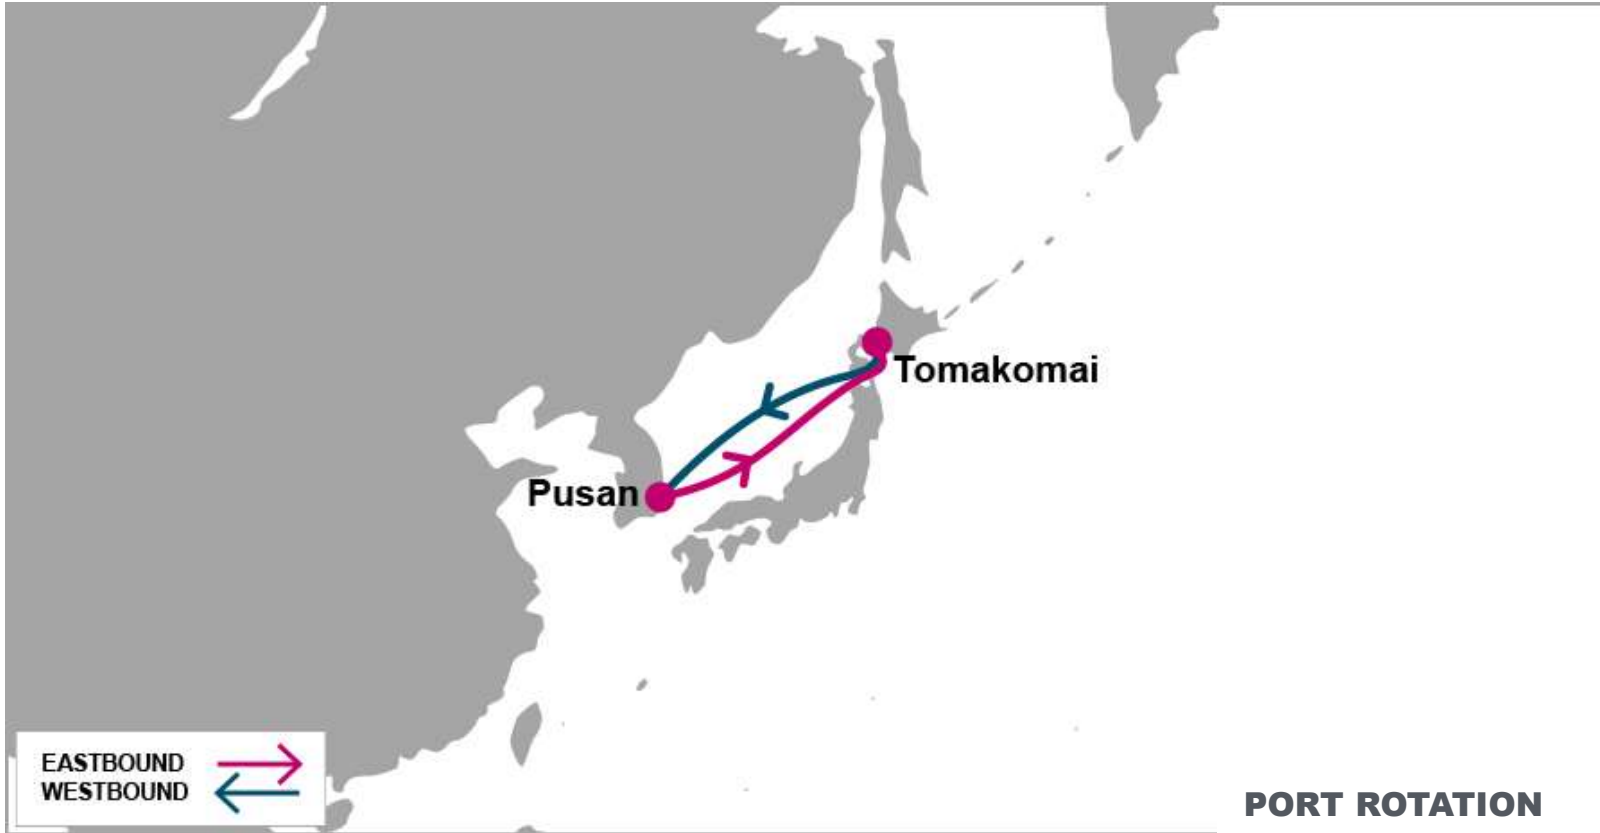 Tomakomai
Pusan
EASTBOUND
WESTBOUND
PORT ROTATION